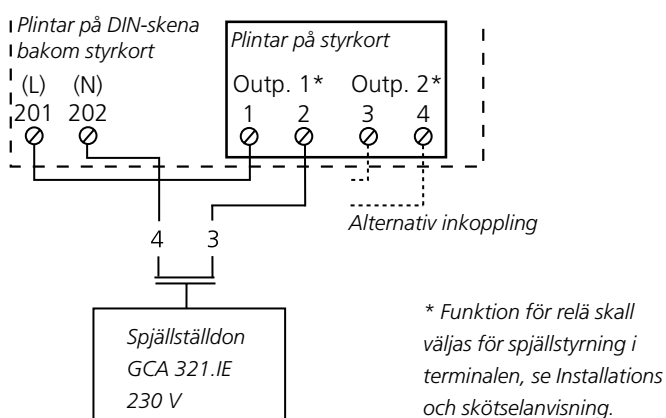 Plintar på DIN-skena
bakom styrkort
Plintar på styrkort
(L) (N)
201 202
Outp. 1* Outp. 2*
1 2 3 4
Alternativ inkoppling
4 3
Spjällställdon
GCA 321.IE
230 V
* Funktion för relä skall
väljas för spjällstyrning i
terminalen, se Installations
och skötselanvisning.